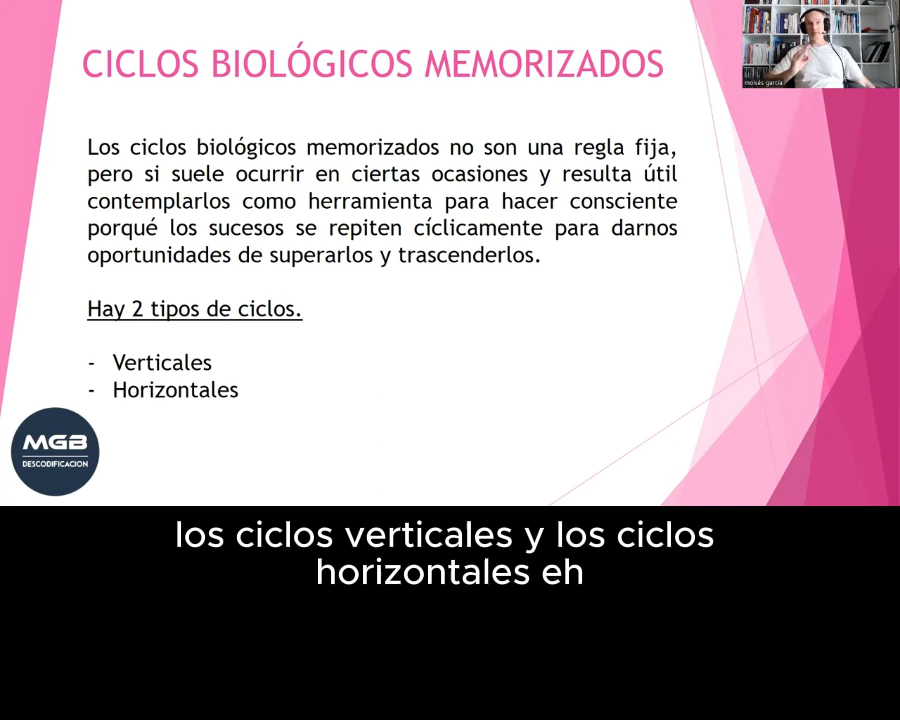 CICLOS BIOLÓGICOS MEMORIZADOS
moisés garcía
Los ciclos biológicos memorizados no son una regla fija,
pero si suele ocurrir en ciertas ocasiones y resulta útil
contemplarlos como herramienta para hacer consciente
porqué los sucesos se repiten cíclicamente para darnos
oportunidades de superarlos y trascenderlos.
Hay 2 tipos de ciclos.
- Verticales
- Horizontales
MGB
DESCODIFICACION
los ciclos verticales y los ciclos
horizontales eh